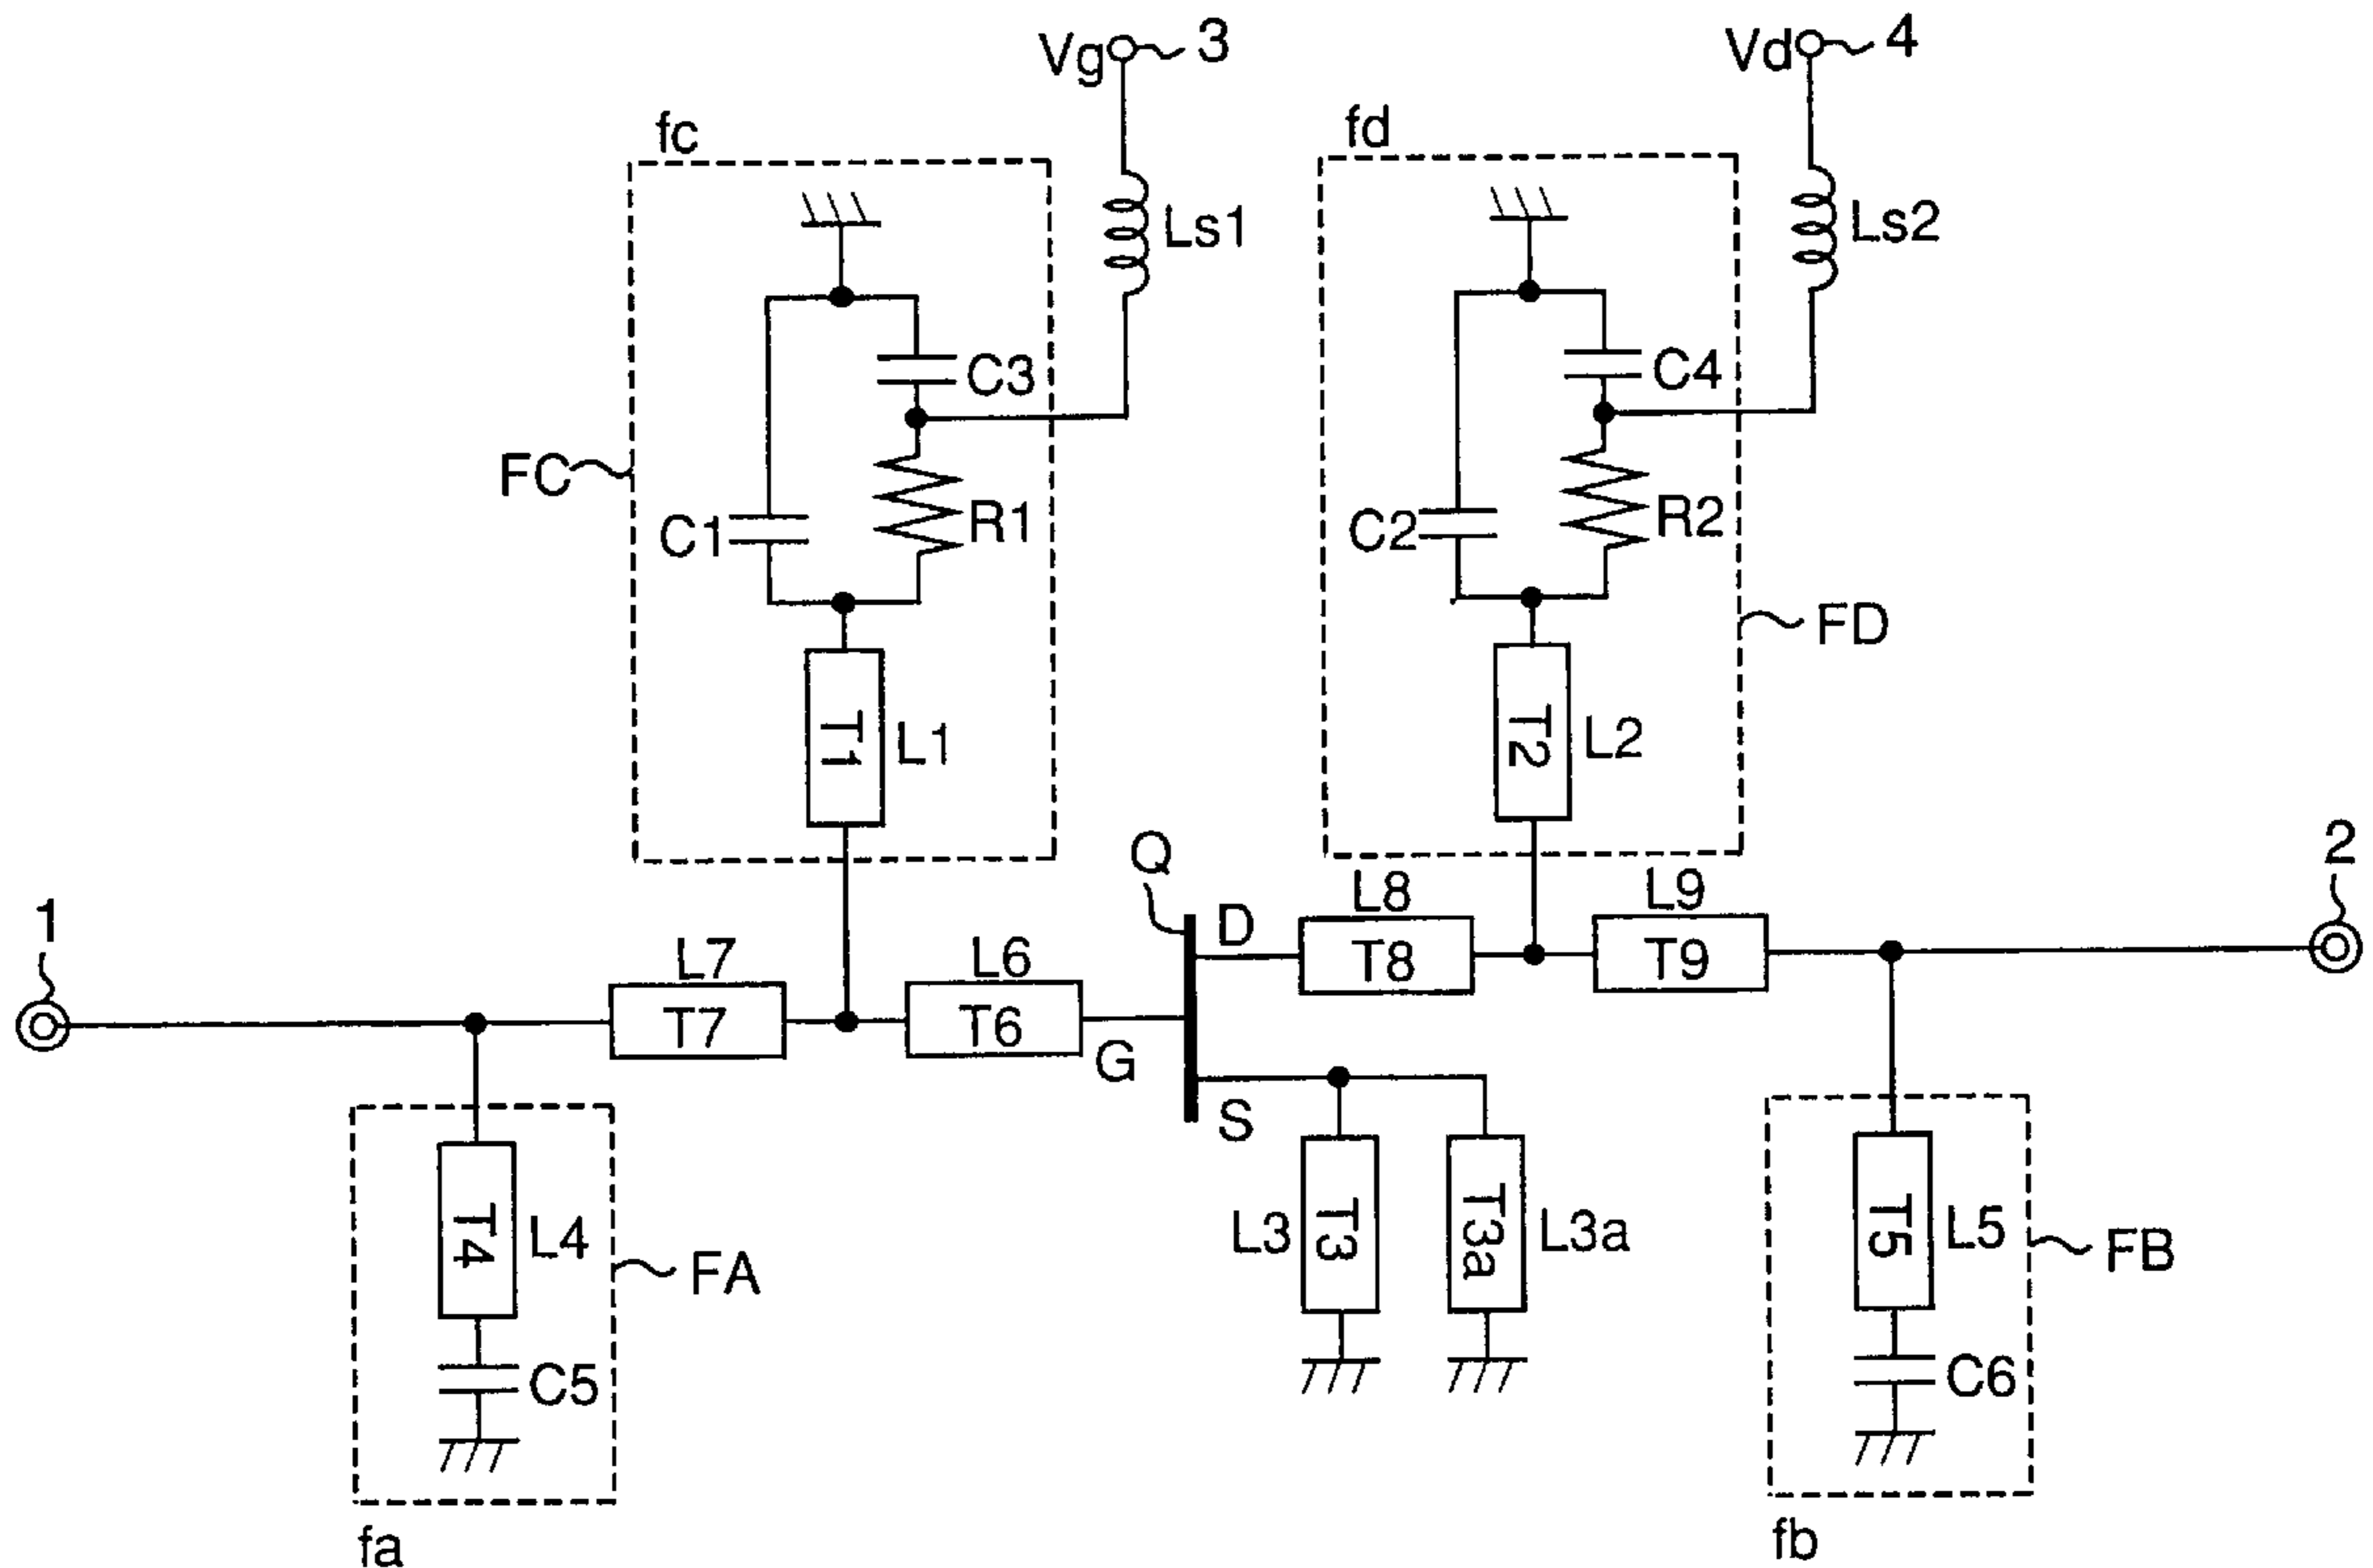 Vg 3
Vd 4
fc
fd
Ls1
Ls2
C3
C4
FC
C1
R1
C2
R2
FD
T1 L1
T2 L2
Q
2
1
D
L8
L9
L7
L6
T8
T9
T7
T6
G
S
T4 L4
FA
L3 T3
T3a L3a
T5 L5
FB
C5
C6
fa
fb